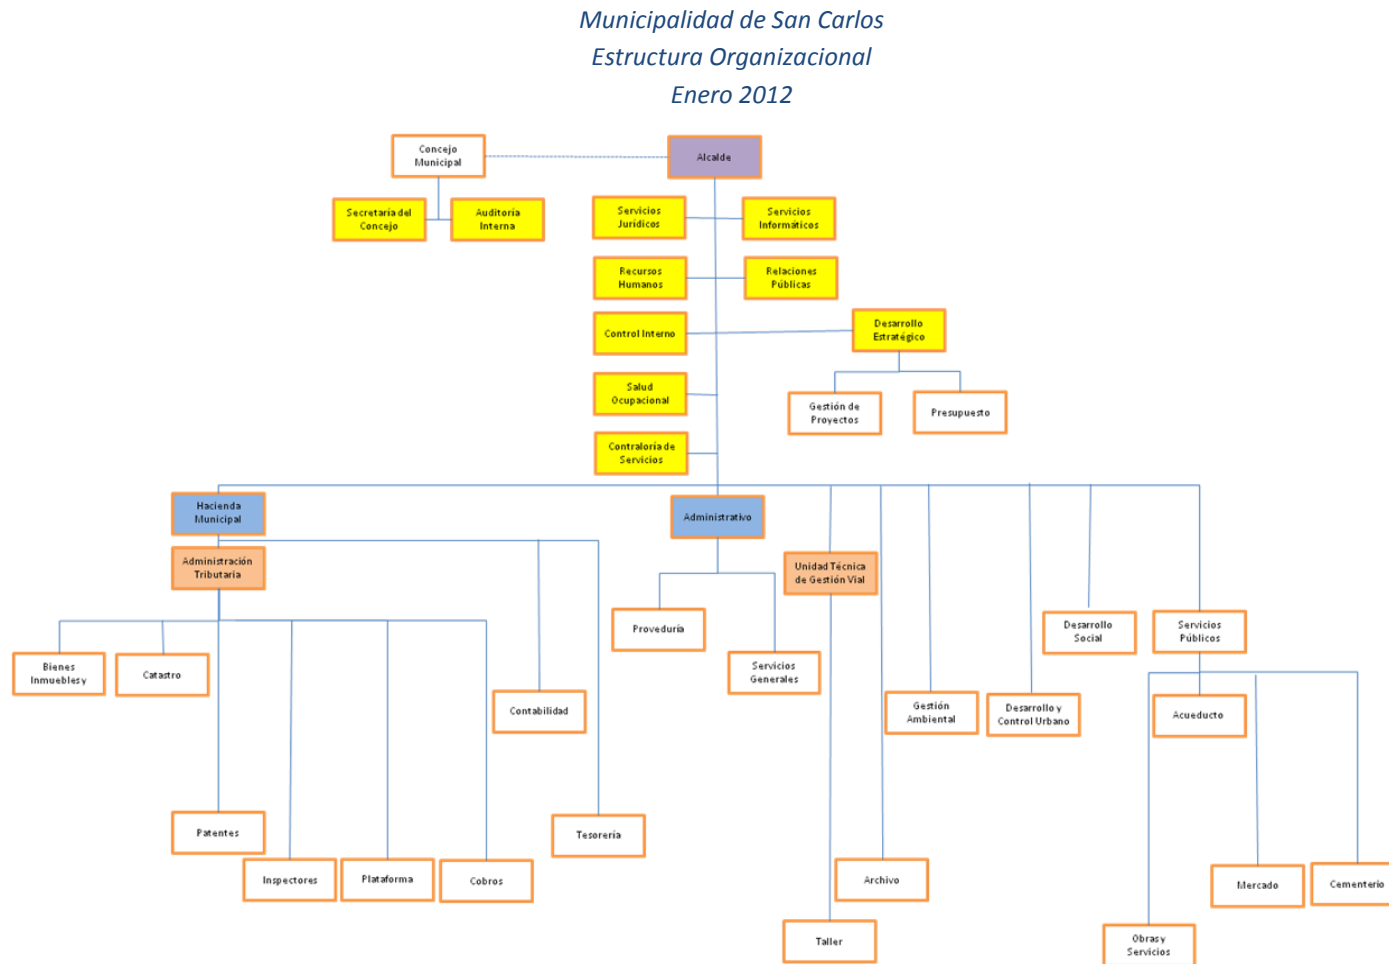 Municipalidad de San Carlos
Estructura Organizacional
Enero 2012
Concejo
Municipal
Alcalde
Secretaría del
Concejo
Auditoría
Interna
Servicios
Jurídicos
Servicios
Informáticos
Recursos
Humanos
Relaciones
Públicas
Control Interno
Desarrollo
Estratégico
Salud
Ocupacional
Gestión de
Proyectos
Presupuesto
Contraloría de
Servicios
Hacienda
Municipal
Administrativo
Administración
Tributaria
Unidad Técnica
de Gestión Vial
Proveduría
Desarrollo
Social
Servicios
Públicos
Bienes
Inmuebles y
Catastro
Servicios
Generales
Contabilidad
Gestión
Ambiental
Desarrollo y
Control Urbano
Acueducto
Patentes
Tesorería
Inspectores
Plataforma
Cobros
Archivo
Mercado
Cementerio
Taller
Obras y
Servicios